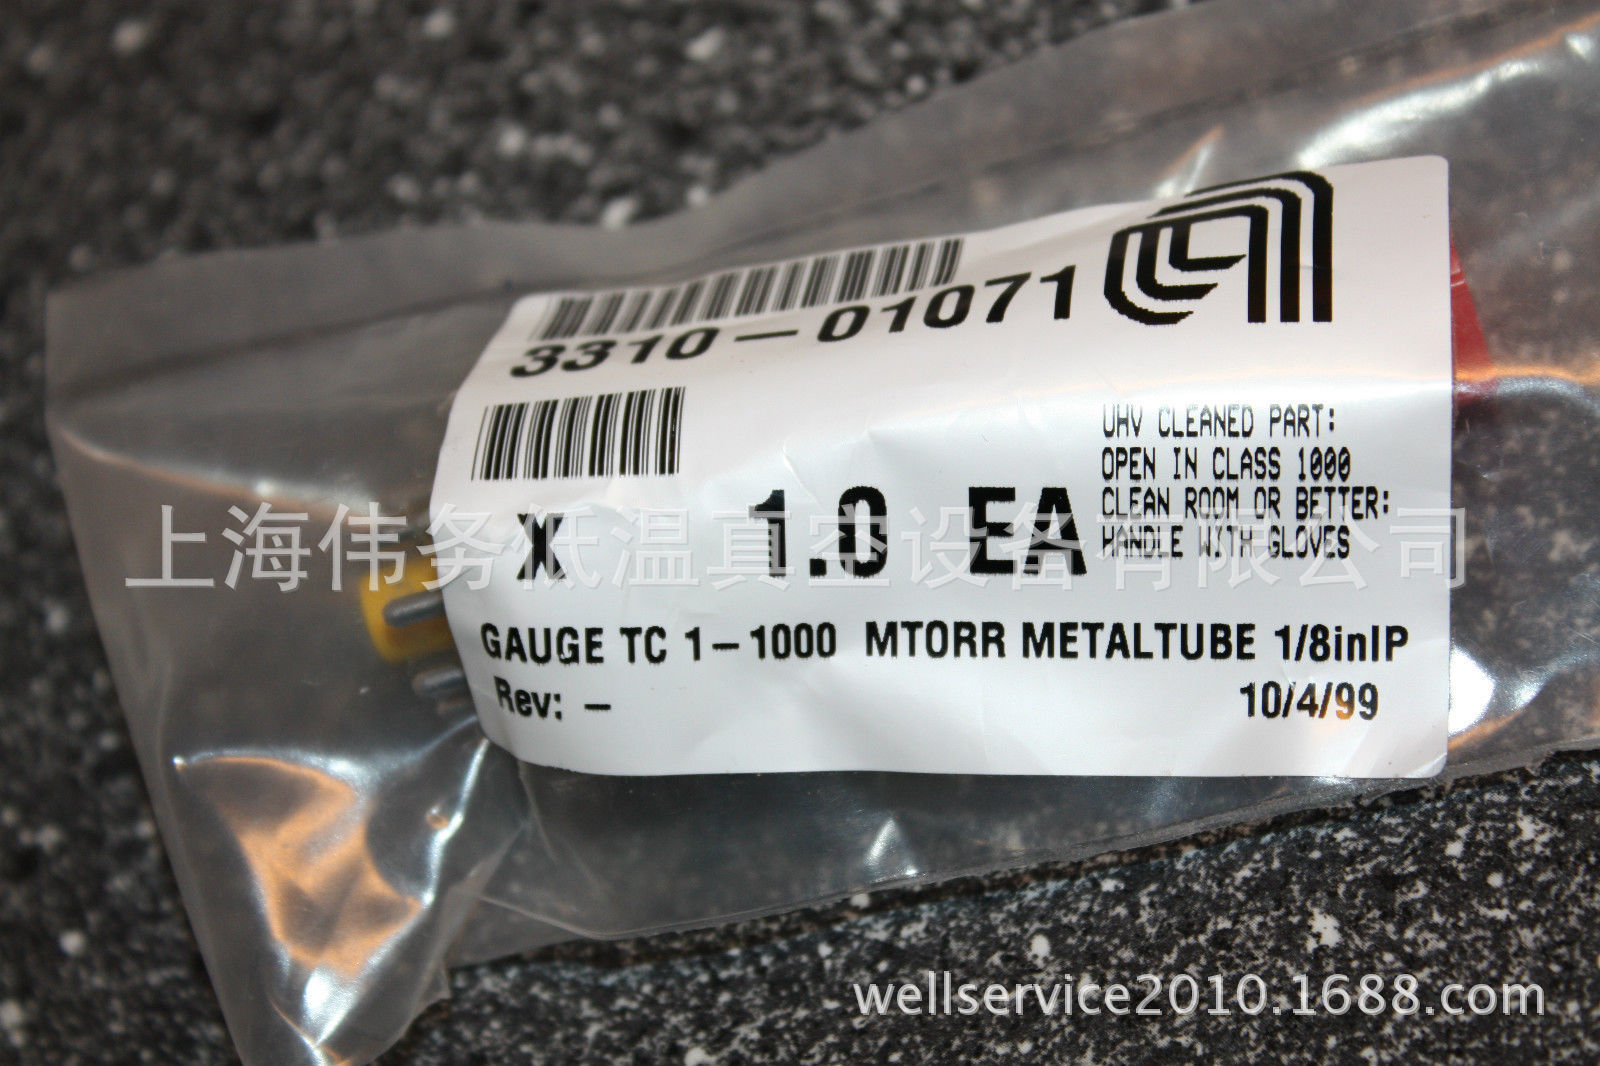 3310-01071
UHV CLEANED PART:
OPEN IN CLASS 1000
CLEAN ROOM OR BETTER:
HANDLE WITH GLOVES
X 1.0 EA
上海伟务低温真空设备有限公司
GAUGE TC 1-1000 MTORR METALTUBE 1/8inIP
Rev: -
10/4/99
wellservice2010.1688.com